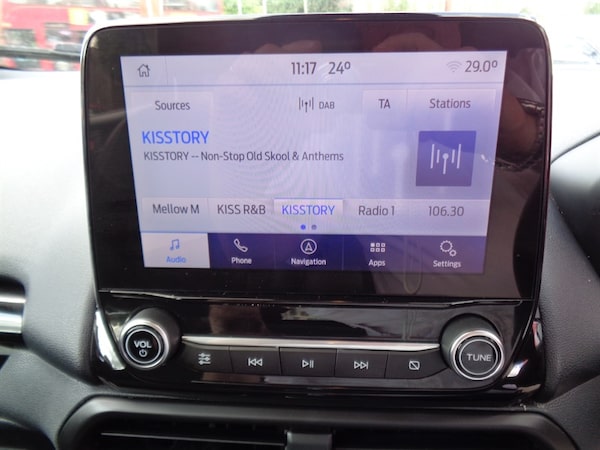 11:17 24° 29.0°
Sources DAB TA Stations
KISSTORY
KISSTORY -- Non-Stop Old Skool & Anthems
Mellow M KISS R&B KISSTORY Radio 1 106.30
Audio Phone Navigation Apps Settings
VOL TUNE